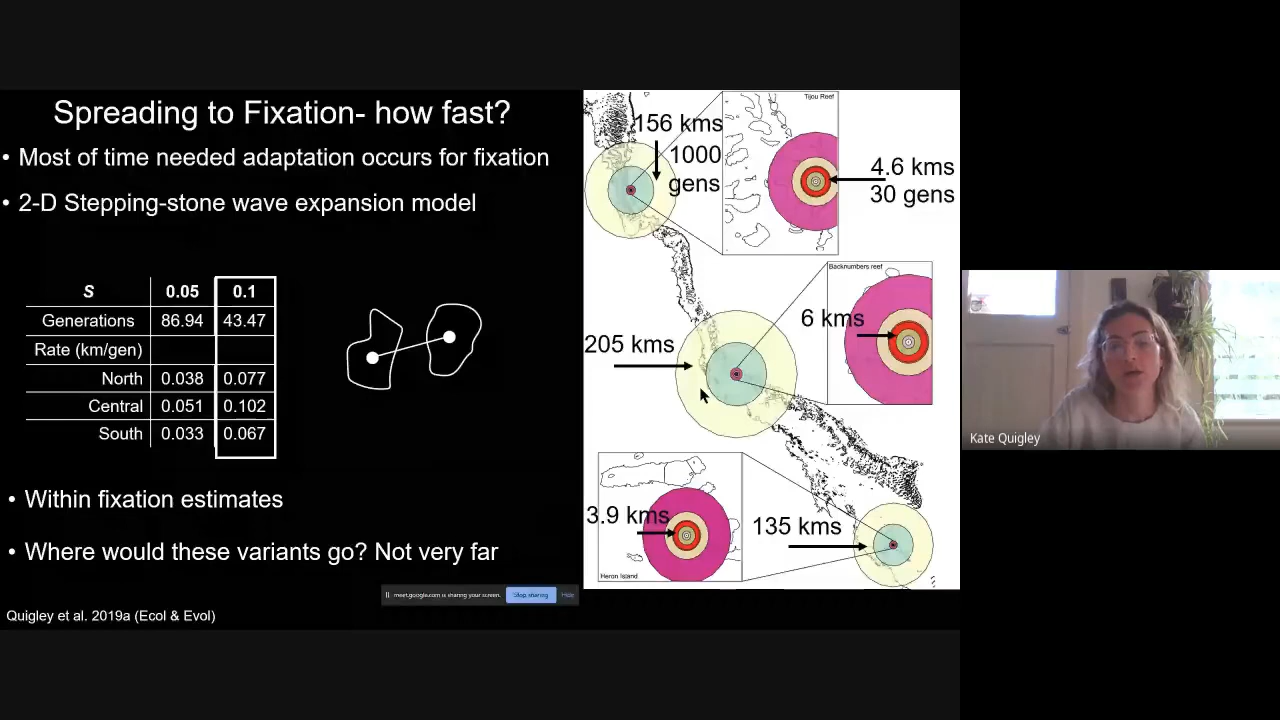 Spreading to Fixation- how fast?
• Most of time needed adaptation occurs for fixation
• 2-D Stepping-stone wave expansion model
S 0.05 0.1
Generations 86.94 43.47
Rate (km/gen)
North 0.038 0.077
Central 0.051 0.102
South 0.033 0.067
• Within fixation estimates
• Where would these variants go? Not very far
meet.google.com is sharing your screen. Stop sharing Hide
Quigley et al. 2019a (Ecol & Evol)
Tijou Reef
156 kms
1000
gens
4.6 kms
30 gens
Backnumbers reef
6 kms
205 kms
3.9 kms
135 kms
Heron Island
Kate Quigley